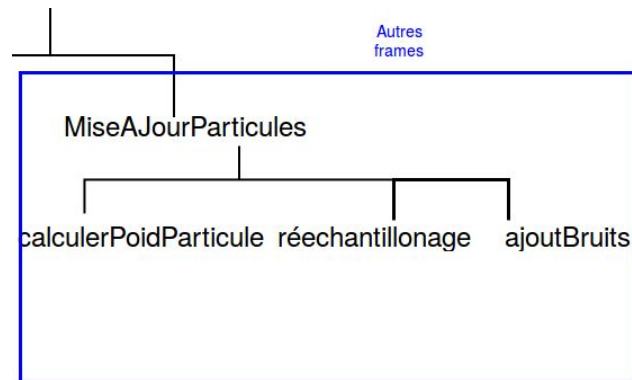 Autres
frames
MiseAJourParticules
calculerPoidParticule réechantillonage ajoutBruits